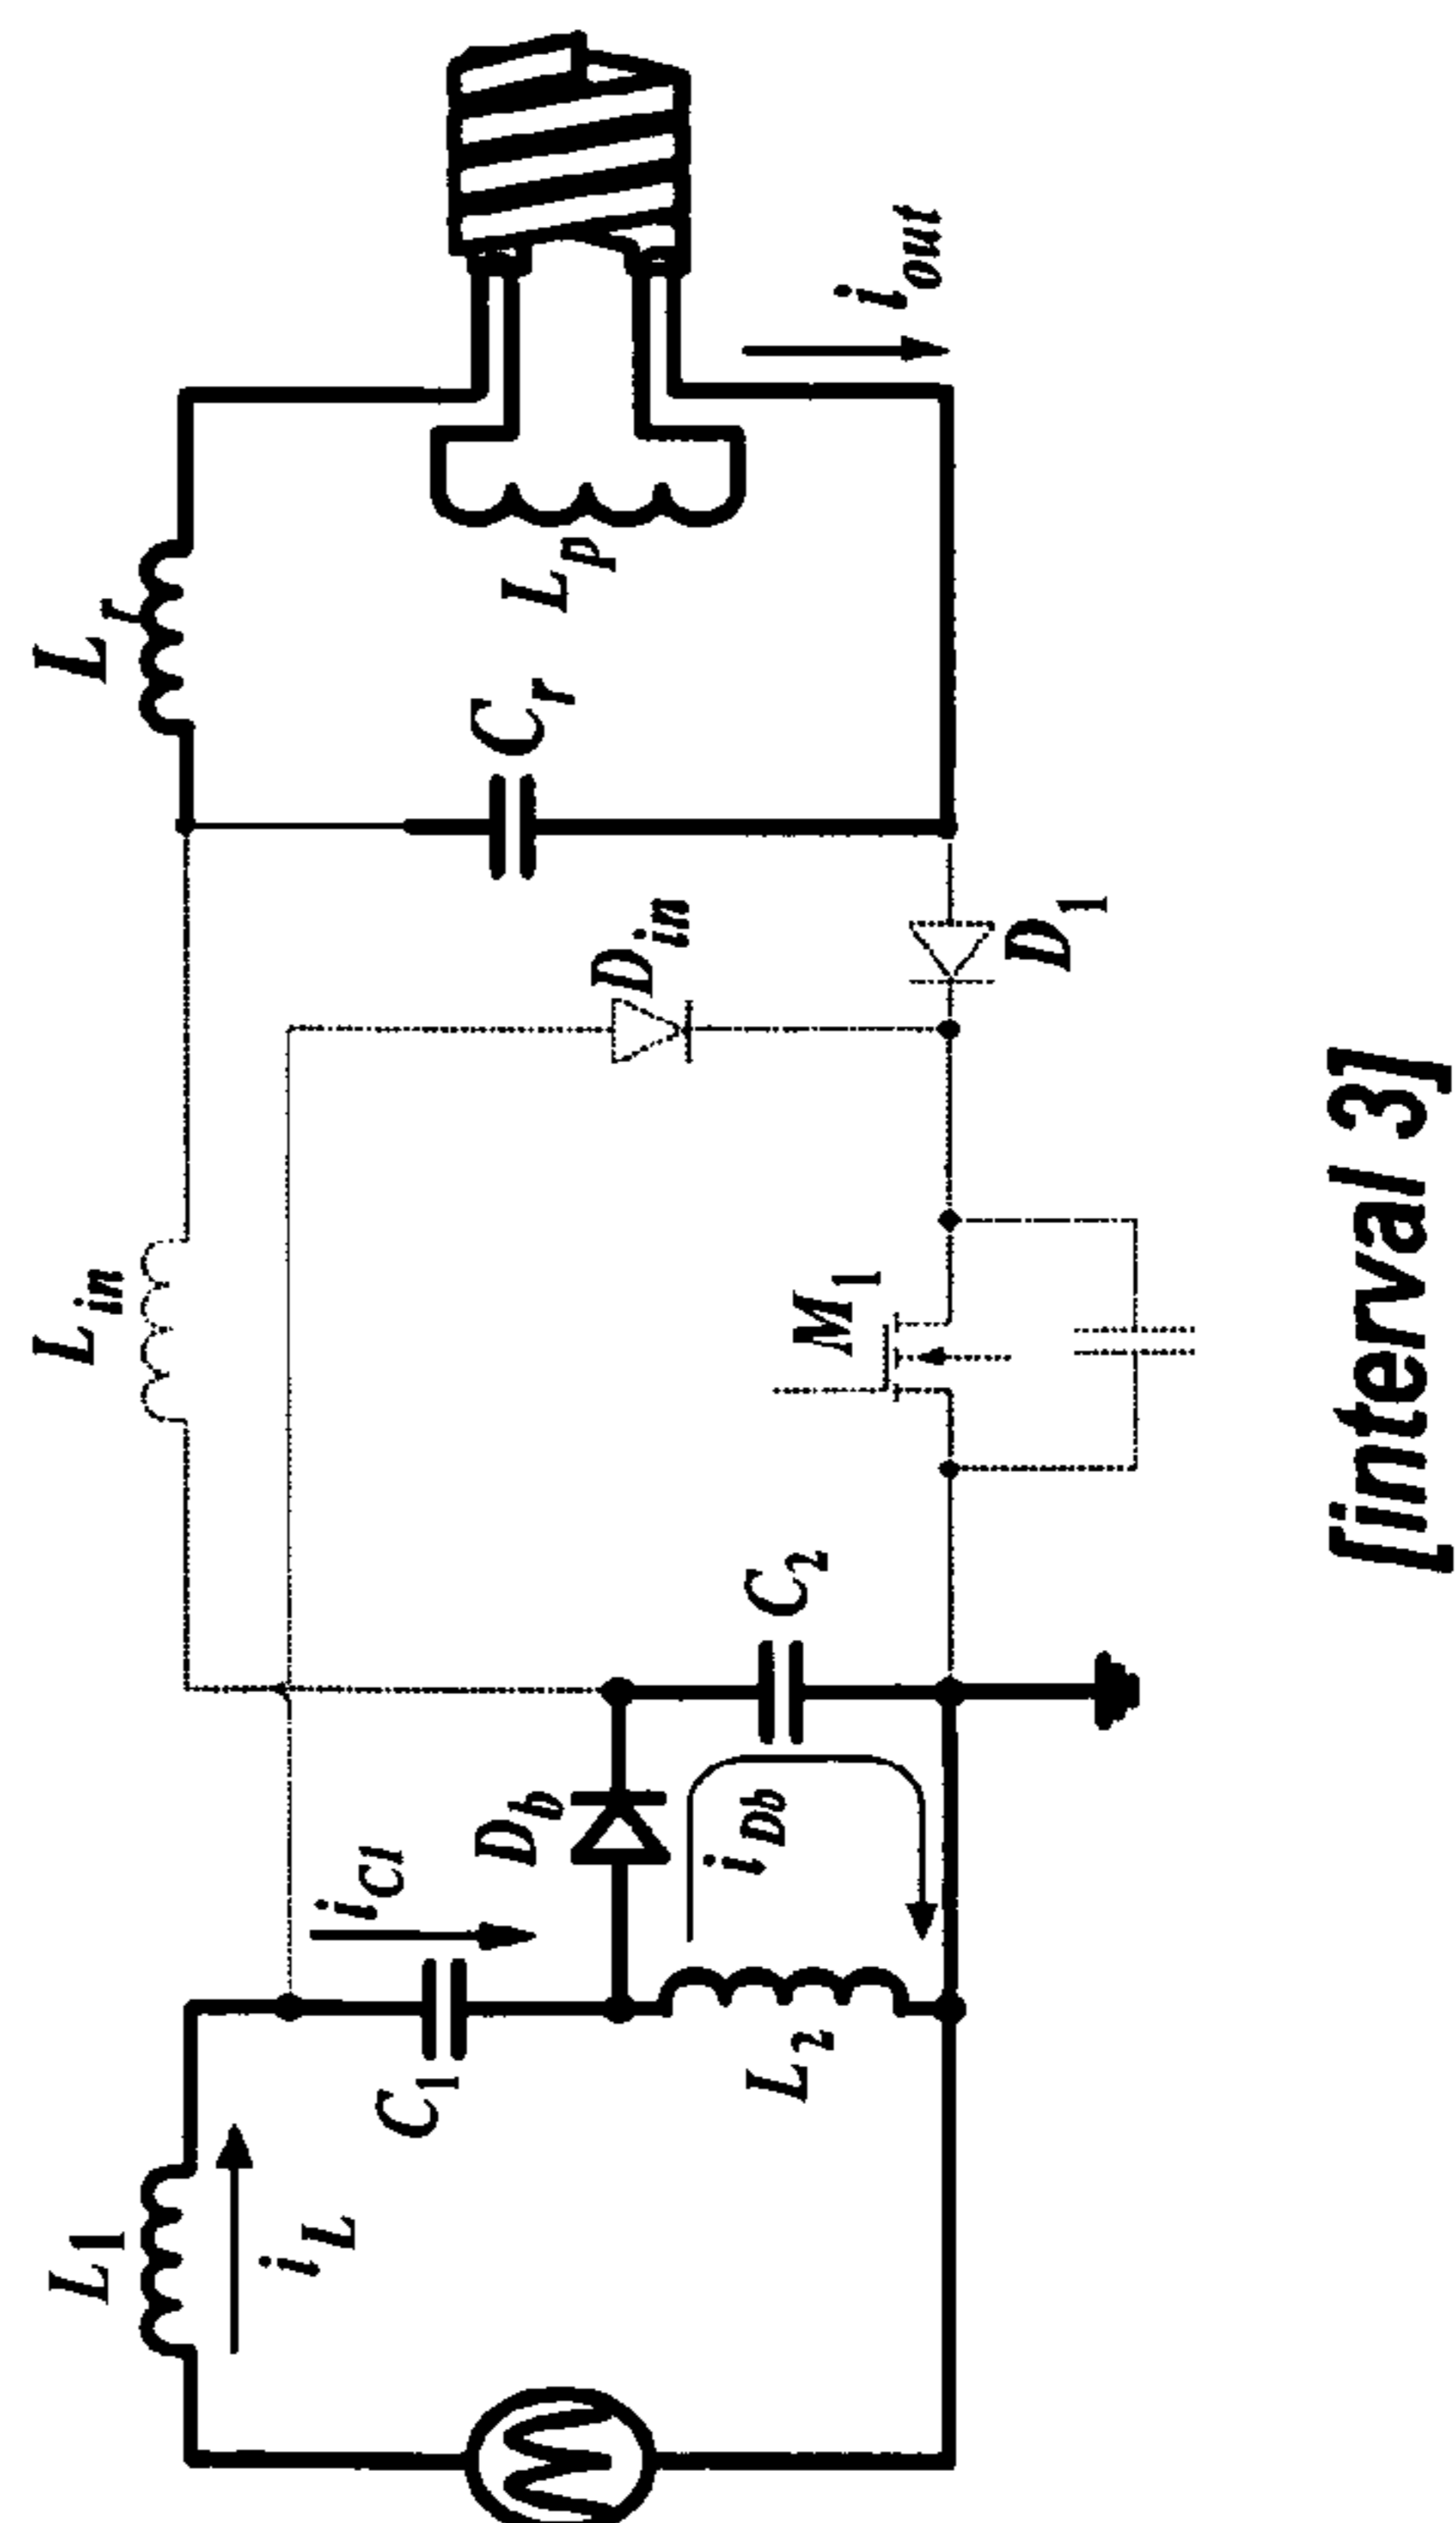 L1
Lin
Lr
iL
iC1
C1
Db
Din
Cr
Lp
iout
L2
iDb
C2
M1
D1
[interval 3]